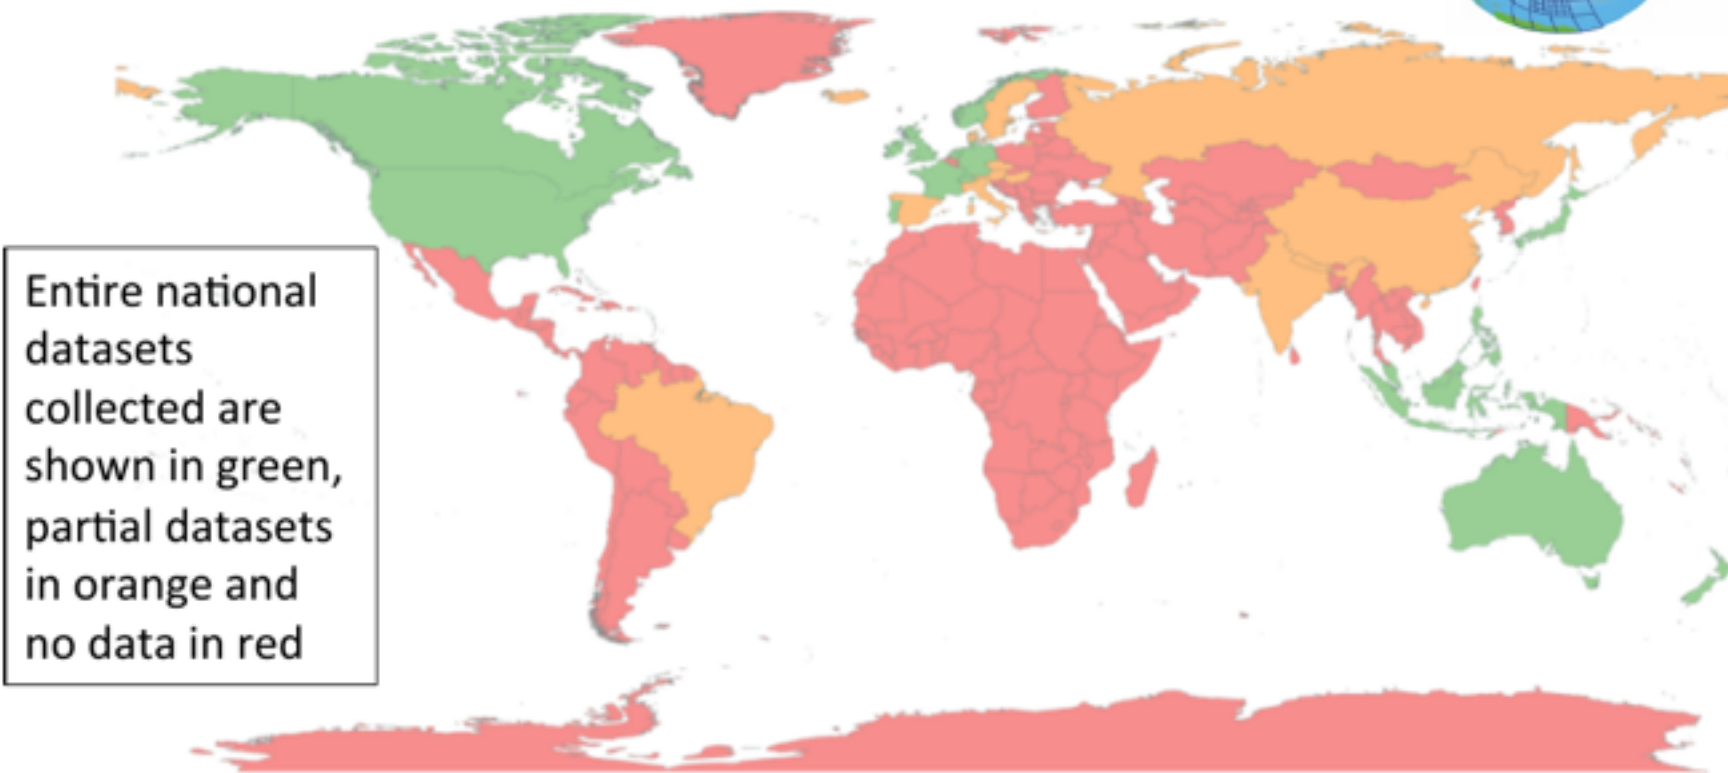 Entire national
datasets
collected are
shown in green,
partial datasets
in orange and
no data in red